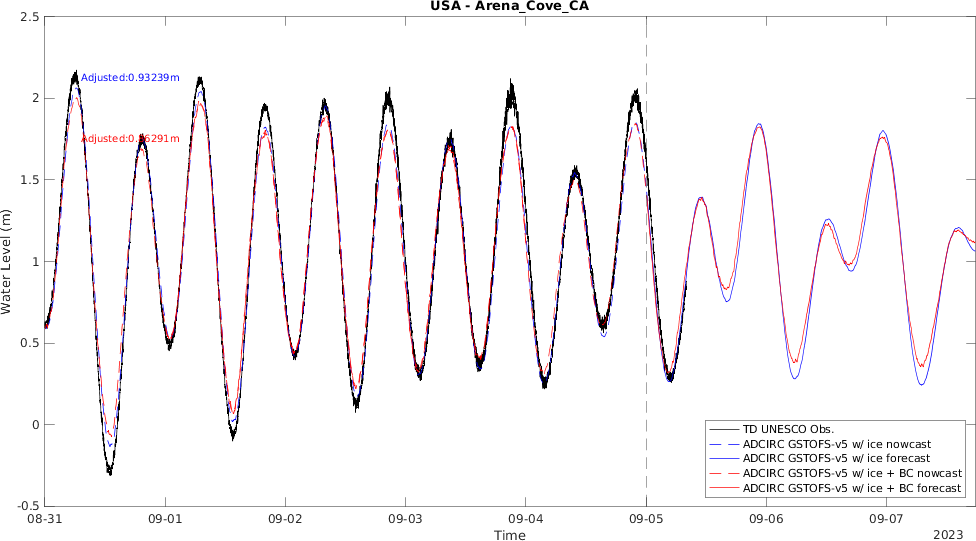 USA - Arena_Cove_CA
2.5
2
1.5
1
0.5
0
-0.5
Water Level (m)
Adjusted:0.93239m
08-31
09-01
09-02
09-03
09-04
09-05
09-06
09-07
Time
2023
TD UNESCO Obs.
ADCIRC GSTOFS-v5 w/ ice nowcast
ADCIRC GSTOFS-v5 w/ ice forecast
ADCIRC GSTOFS-v5 w/ ice + BC nowcast
ADCIRC GSTOFS-v5 w/ ice + BC forecast